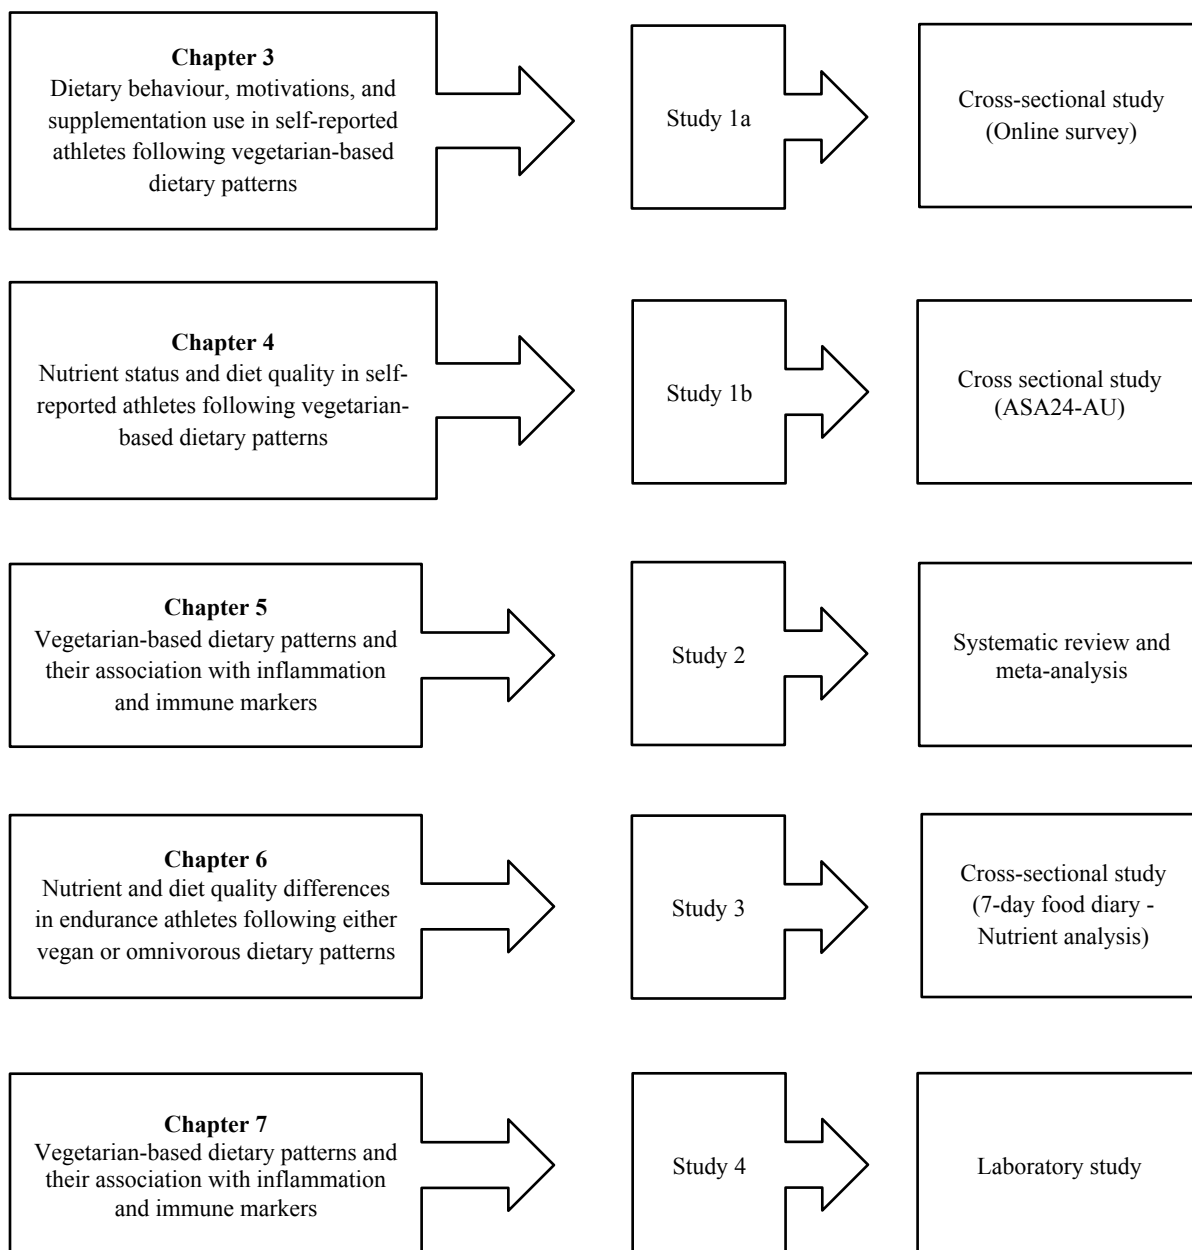 Chapter 3
Dietary behaviour, motivations, and
supplementation use in self-reported
athletes following vegetarian-based
dietary patterns
Study 1a
Cross-sectional study
(Online survey)
Chapter 4
Nutrient status and diet quality in self-
reported athletes following vegetarian-
based dietary patterns
Study 1b
Cross sectional study
(ASA24-AU)
Chapter 5
Vegetarian-based dietary patterns and
their association with inflammation
and immune markers
Study 2
Systematic review and
meta-analysis
Chapter 6
Nutrient and diet quality differences
in endurance athletes following either
vegan or omnivorous dietary patterns
Study 3
Cross-sectional study
(7-day food diary -
Nutrient analysis)
Chapter 7
Vegetarian-based dietary patterns and
their association with inflammation
and immune markers
Study 4
Laboratory study